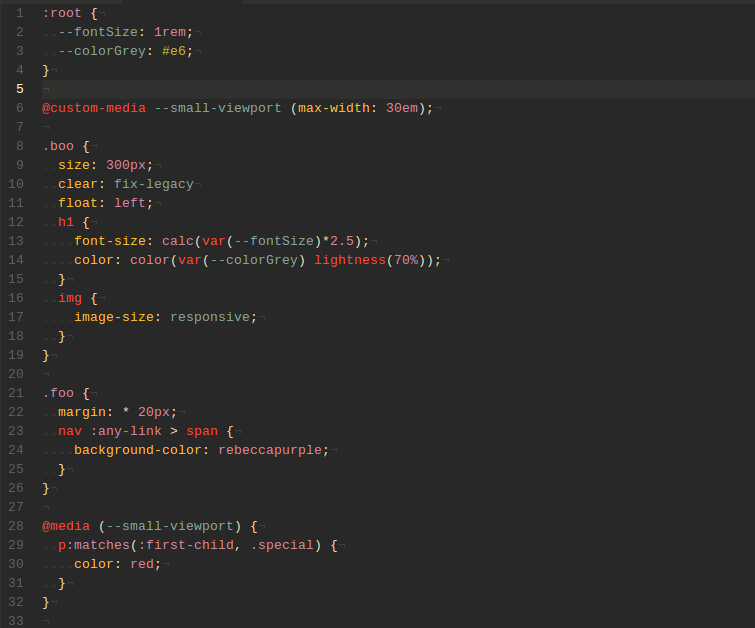 1 :root {
2   --fontSize: 1rem;
3   --colorGrey: #e6;
4 }
5
6 @custom-media --small-viewport (max-width: 30em);
7
8 .boo {
9   size: 300px;
10   clear: fix-legacy
11   float: left;
12   h1 {
13     font-size: calc(var(--fontSize)*2.5);
14     color: color(var(--colorGrey) lightness(70%));
15   }
16   img {
17     image-size: responsive;
18   }
19 }
20
21 .foo {
22   margin: * 20px;
23   nav :any-link > span {
24     background-color: rebeccapurple;
25   }
26 }
27
28 @media (--small-viewport) {
29   p:matches(:first-child, .special) {
30     color: red;
31   }
32 }
33